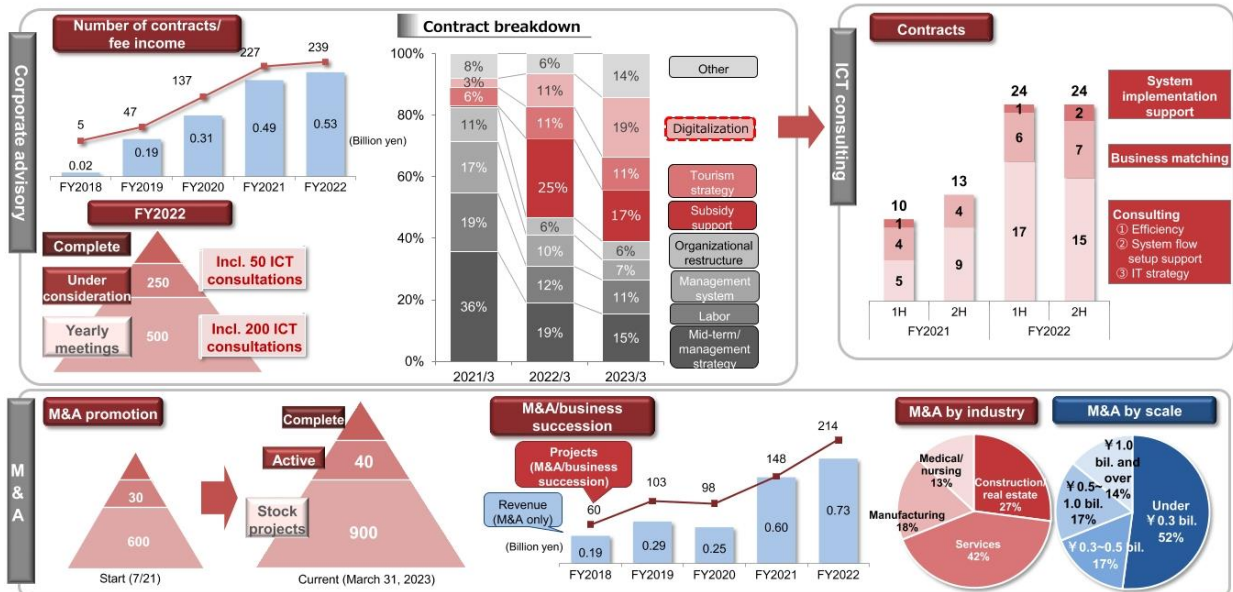 Corporate advisory
Number of contracts/
fee income
5
47
137
227
239
0.02
0.19
0.31
0.49
0.53
(Billion yen)
FY2018
FY2019
FY2020
FY2021
FY2022
FY2022
Complete
Under
consideration
250
Incl. 50 ICT
consultations
Yearly
meetings
500
Incl. 200 ICT
consultations
Contract breakdown
100%
80%
60%
40%
20%
0%
8%
3%
6%
11%
17%
19%
36%
6%
11%
11%
25%
6%
10%
12%
19%
14%
19%
11%
17%
6%
7%
11%
15%
2021/3
2022/3
2023/3
Other
Digitalization
Tourism
strategy
Subsidy
support
Organizational
restructure
Management
system
Labor
Mid-term/
management
strategy
ICT consulting
Contracts
10
1
4
5
13
4
9
24
1
6
17
24
2
7
15
1H
2H
1H
2H
FY2021
FY2022
System
implementation
support
Business matching
Consulting
① Efficiency
② System flow
setup support
③ IT strategy
M&A
M&A promotion
30
600
Start (7/21)
Complete
Active
40
Stock
projects
900
Current (March 31, 2023)
M&A/business
succession
Projects
(M&A/business
succession)
Revenue
(M&A only)
(Billion yen)
60
103
98
148
214
0.19
0.29
0.25
0.60
0.73
FY2018
FY2019
FY2020
FY2021
FY2022
M&A by industry
Medical/
nursing
13%
Construction/
real estate
27%
Manufacturing
18%
Services
42%
M&A by scale
¥1.0
bil. and
over
14%
¥0.5~
1.0 bil.
17%
¥0.3~0.5 bil.
17%
Under
¥0.3 bil.
52%